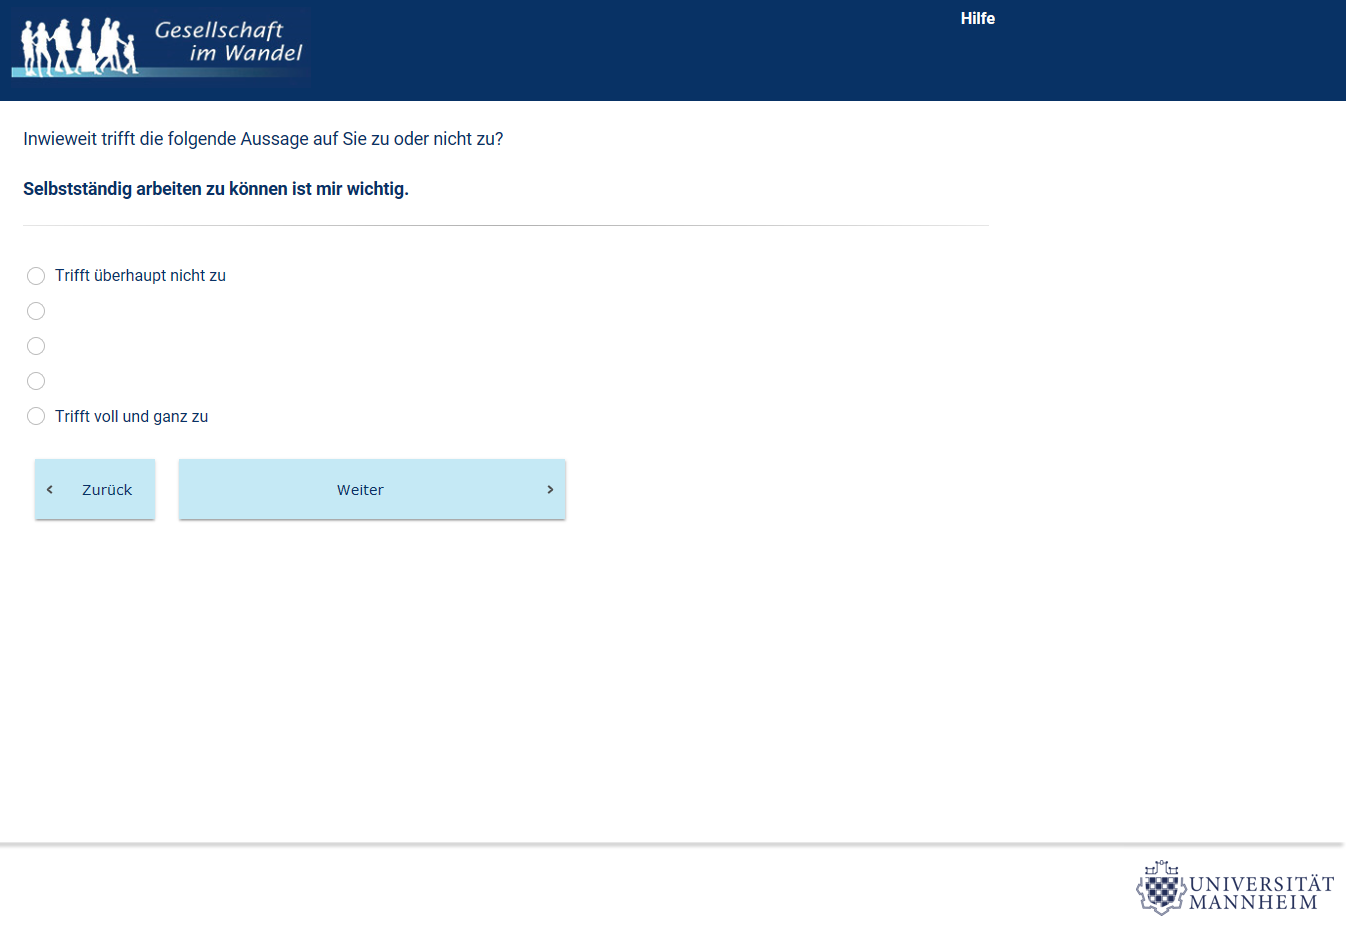 Gesellschaft
im Wandel
Hilfe
Inwieweit trifft die folgende Aussage auf Sie zu oder nicht zu?
Selbstständig arbeiten zu können ist mir wichtig.
Trifft überhaupt nicht zu
Trifft voll und ganz zu
Zurück
Weiter
UNIVERSITÄT
MANNHEIM